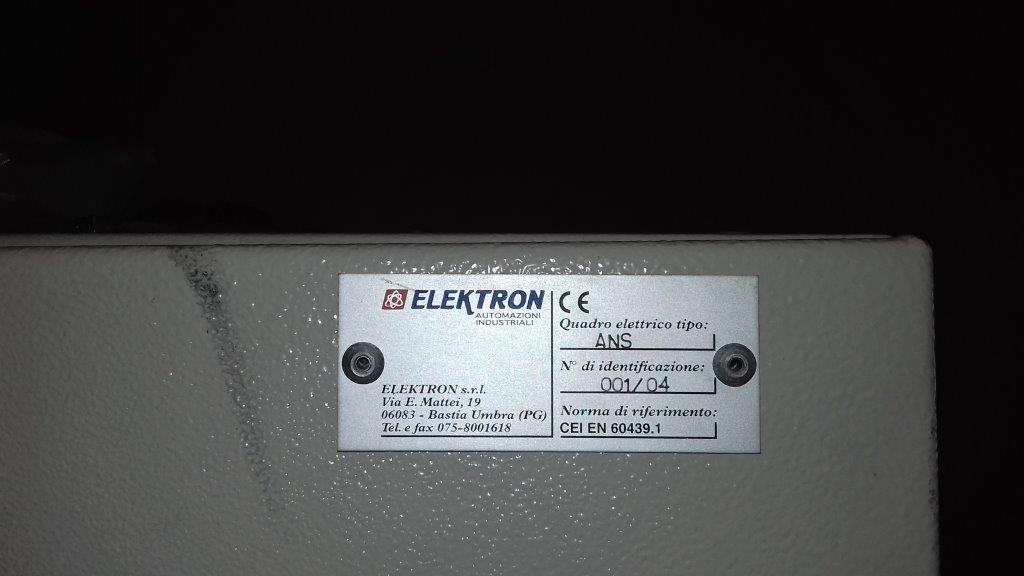 ELEKTRON
AUTOMAZIONI
INDUSTRIALI
ELEKTRON s.r.l.
Via E. Mattei, 19
06083 - Bastia Umbra (PG)
Tel. e fax 075-8001618
CE
Quadro elettrico tipo:
ANS
N° di identificazione:
001/04
Norma di riferimento:
CEI EN 60439.1